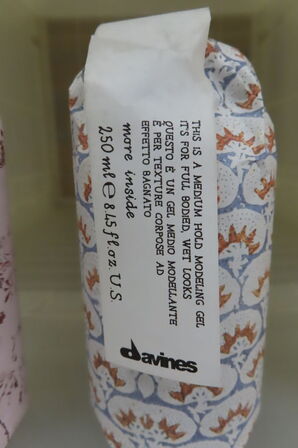 THIS IS A MEDIUM HOLD MODELING GEL
IT'S FOR FULL BODIED, WET LOOKS
QUESTO È UN GEL MEDIO MODELLANTE
È PER TEXTURE CORPOSE AD
EFFETTO BAGNATO
more inside
250 ml e 8.45 fl. oz. U.S.
davines